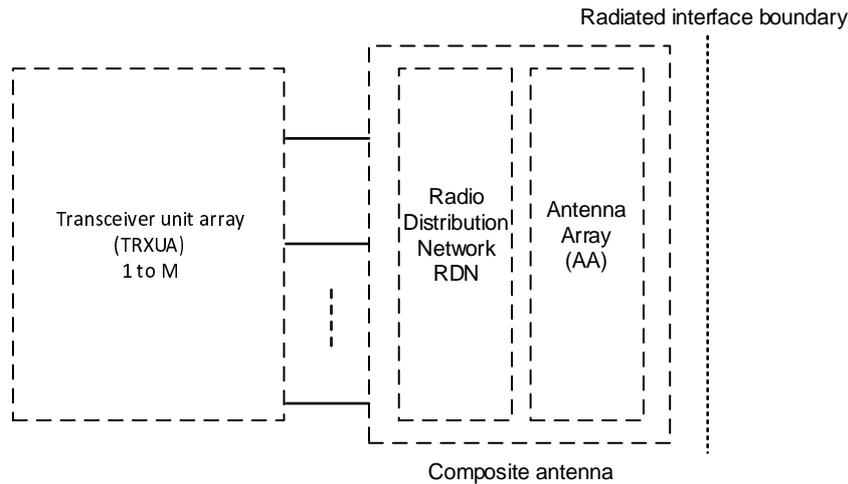 Radiated interface boundary
Transceiver unit array
(TRXUA)
1 to M
Radio
Distribution
Network
RDN
Antenna
Array
(AA)
Composite antenna